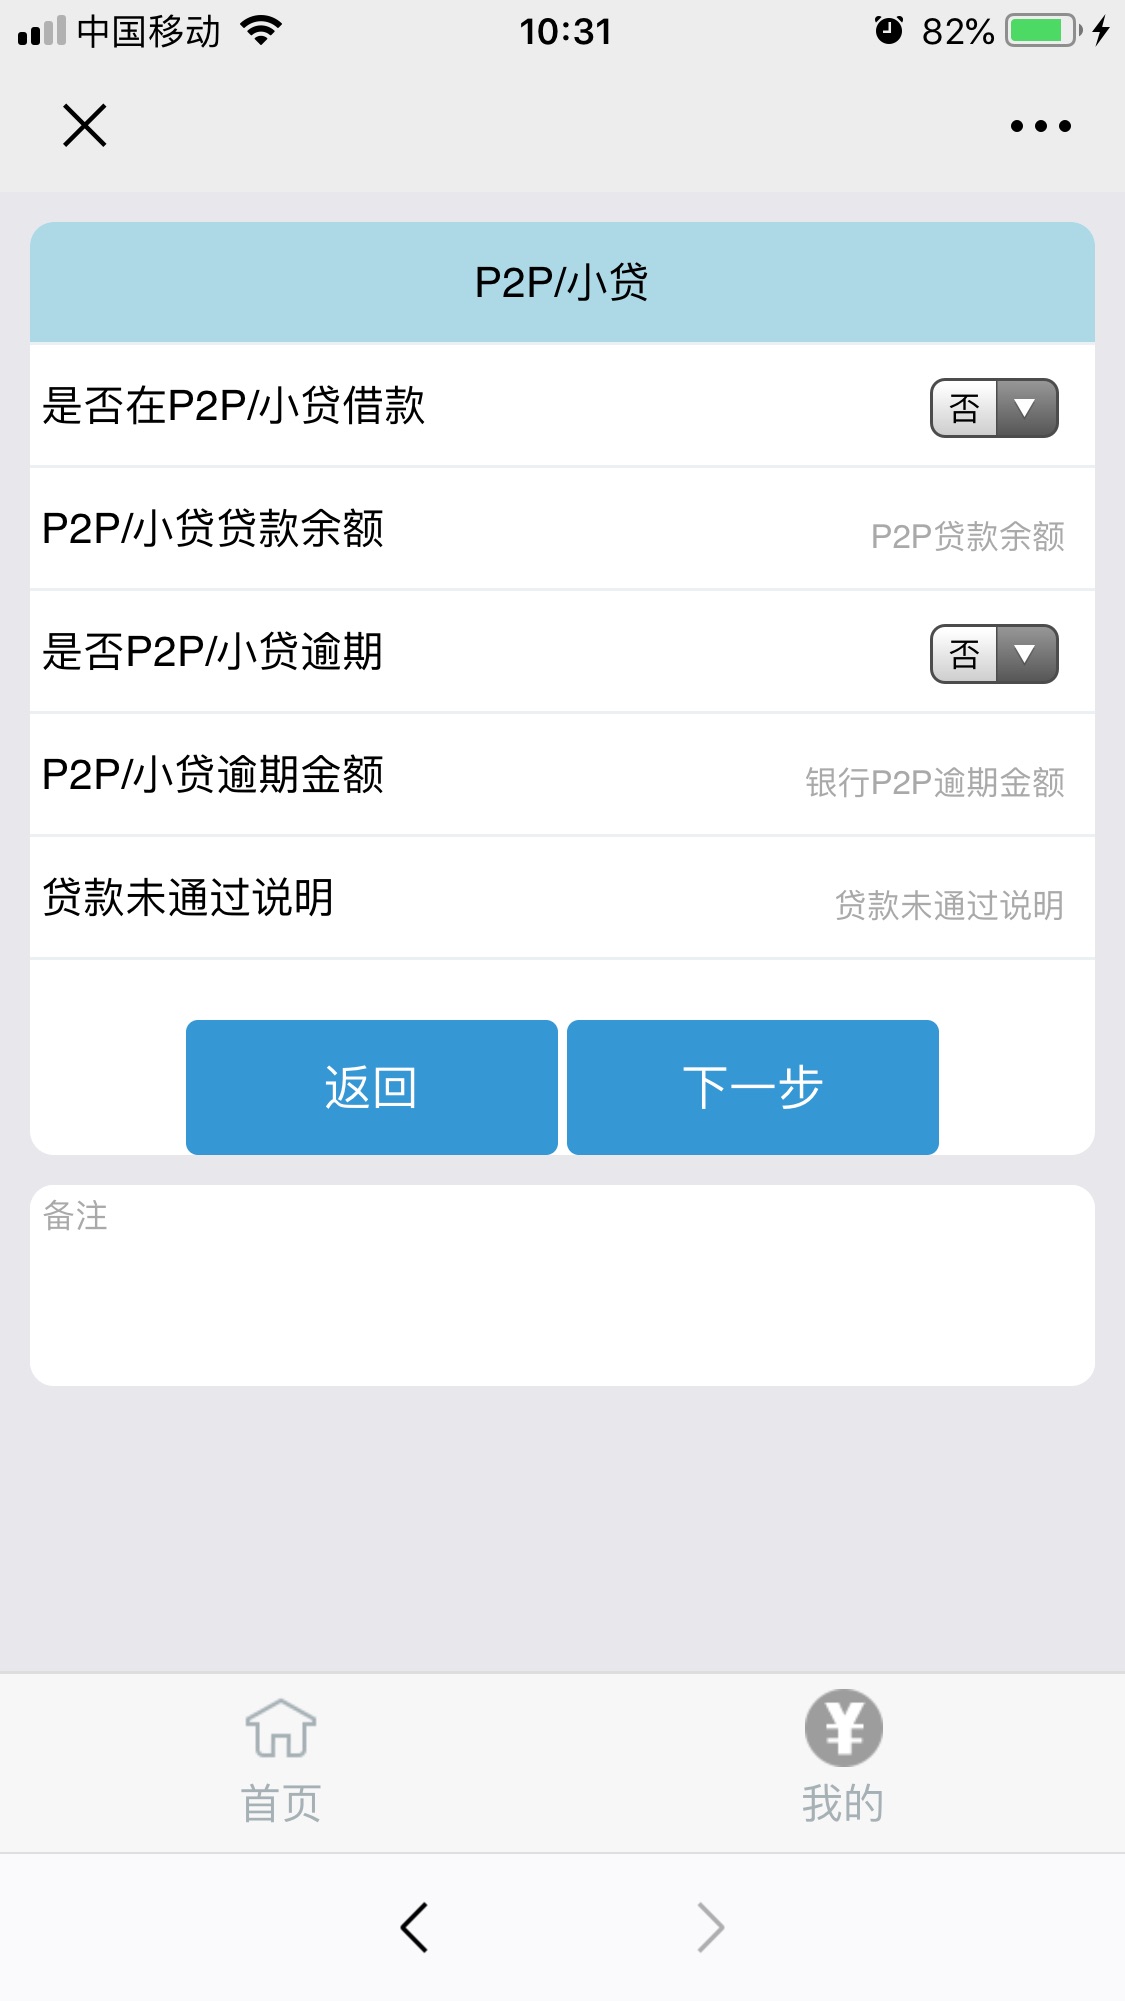 中国移动 10:31 82%
P2P/小贷
是否在P2P/小贷借款 否
P2P/小贷贷款余额 P2P贷款余额
是否P2P/小贷逾期 否
P2P/小贷逾期金额 银行P2P逾期金额
贷款未通过说明 贷款未通过说明
返回 下一步
备注
首页 我的